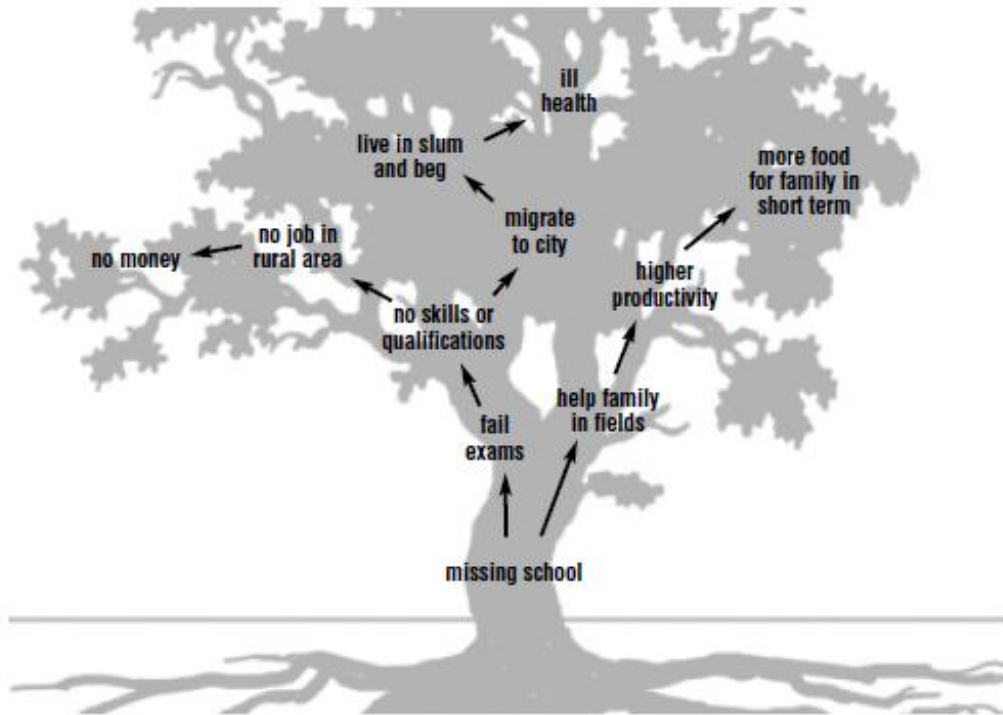 ill
health
live in slum
and beg
more food
for family in
short term
migrate
to city
no job in
rural area
no money
higher
productivity
no skills or
qualifications
help family
in fields
fail
exams
missing school